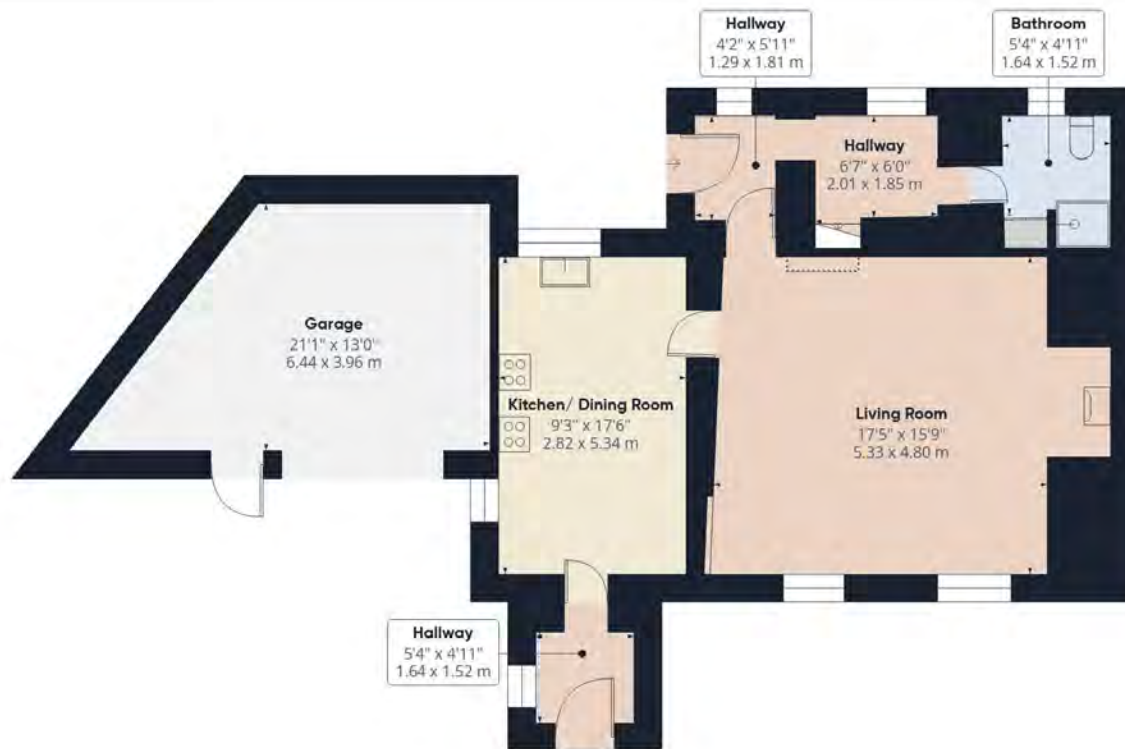 Hallway
4'2" x 5'11"
1.29 x 1.81 m
Bathroom
5'4" x 4'11"
1.64 x 1.52 m
Hallway
6'7" x 6'0"
2.01 x 1.85 m
Garage
21'1" x 13'0"
6.44 x 3.96 m
Kitchen/ Dining Room
9'3" x 17'6"
2.82 x 5.34 m
Living Room
17'5" x 15'9"
5.33 x 4.80 m
Hallway
5'4" x 4'11"
1.64 x 1.52 m